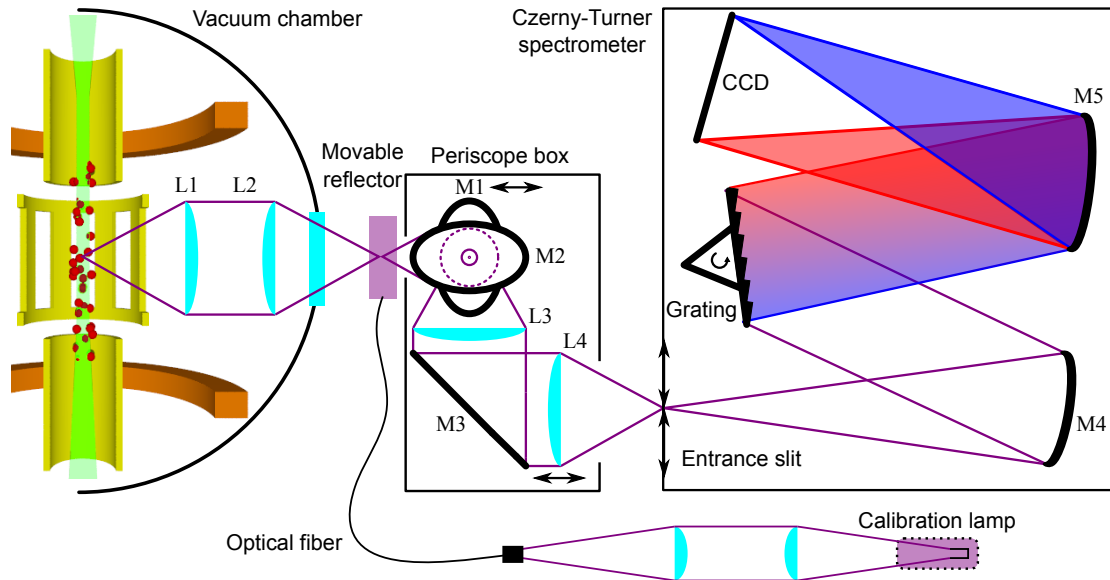 Vacuum chamber
Czerny-Turner
spectrometer
CCD
M5
Movable
reflector
Periscope box
M1
L1
L2
M2
Grating
L3
L4
M3
M4
Entrance slit
Optical fiber
Calibration lamp